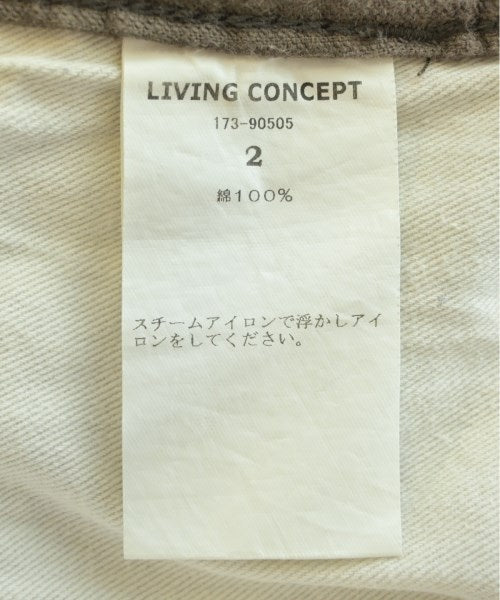 LIVING CONCEPT
173-90505
2
綿100%
スチームアイロンで浮かしアイ
ロンをしてください。